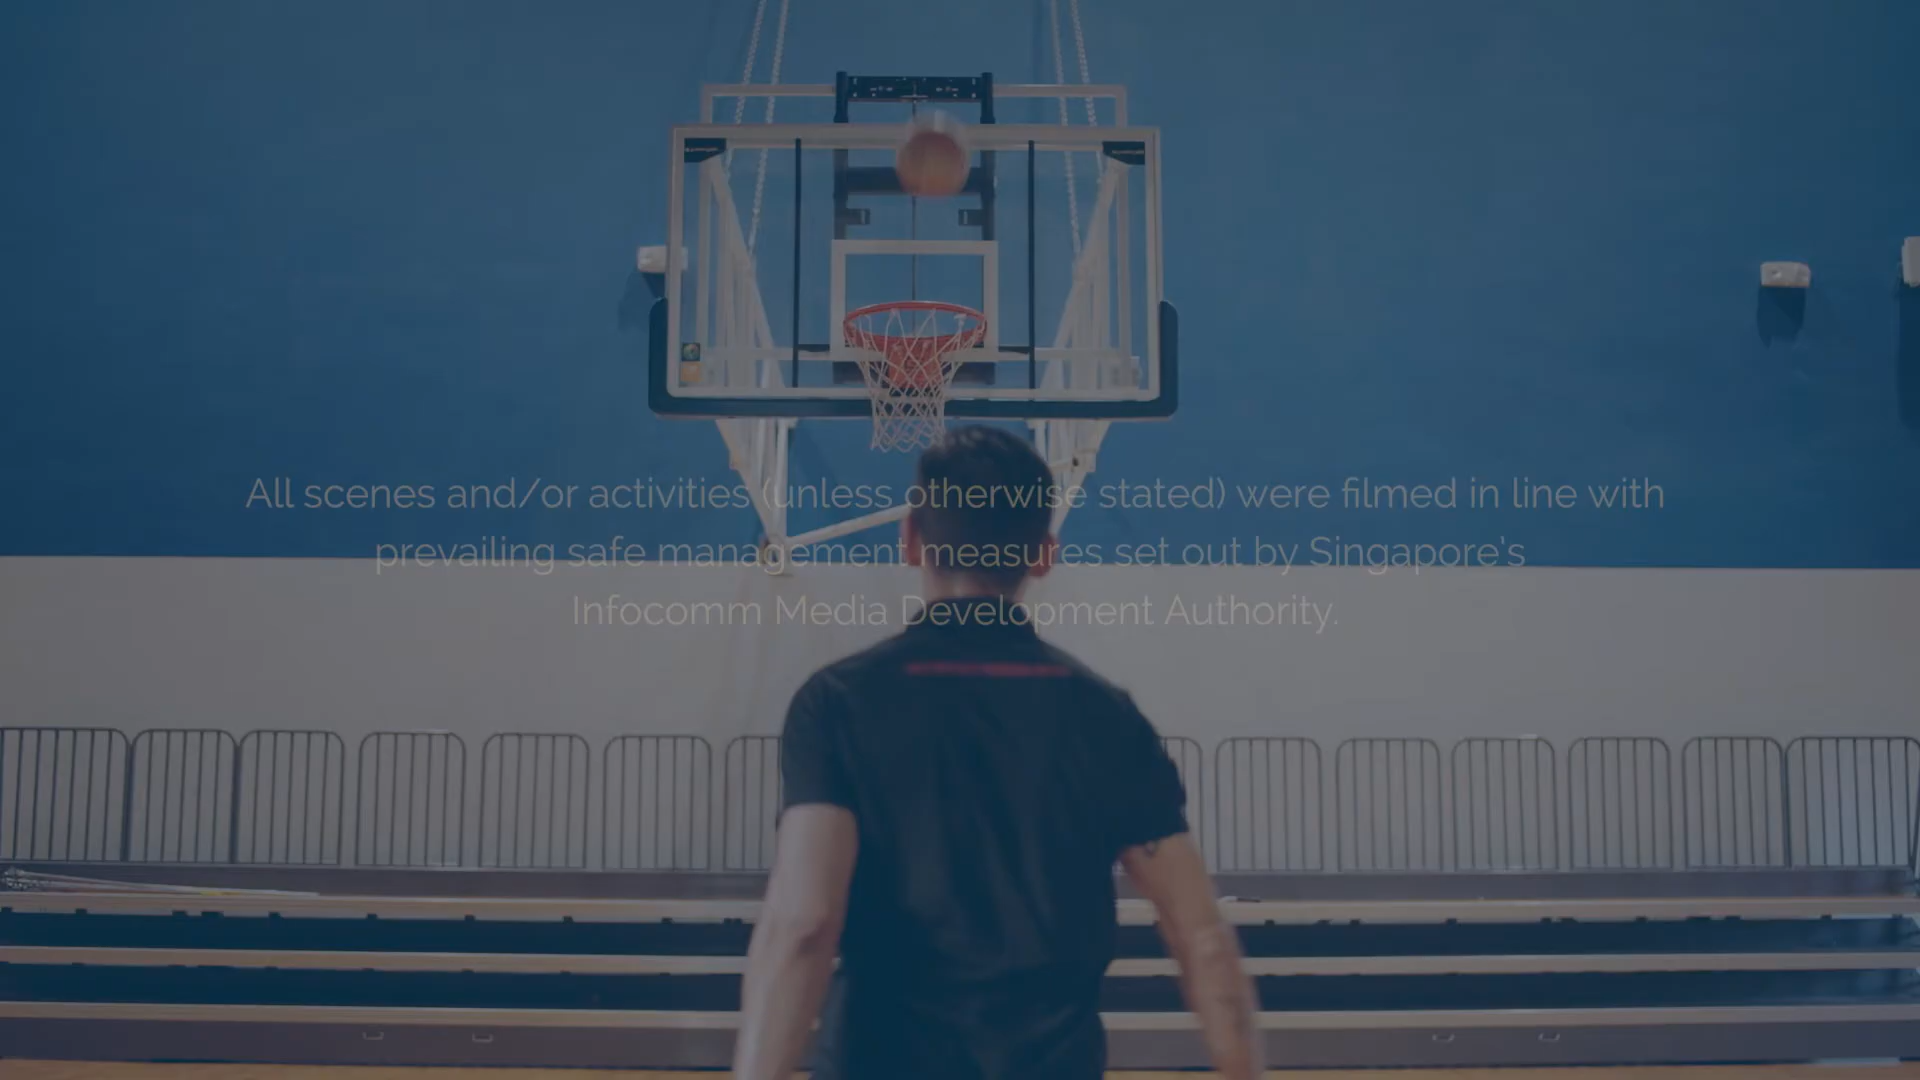 All scenes and/or activities (unless otherwise stated) were filmed in line with
prevailing safe management measures set out by Singapore's
Infocomm Media Development Authority.